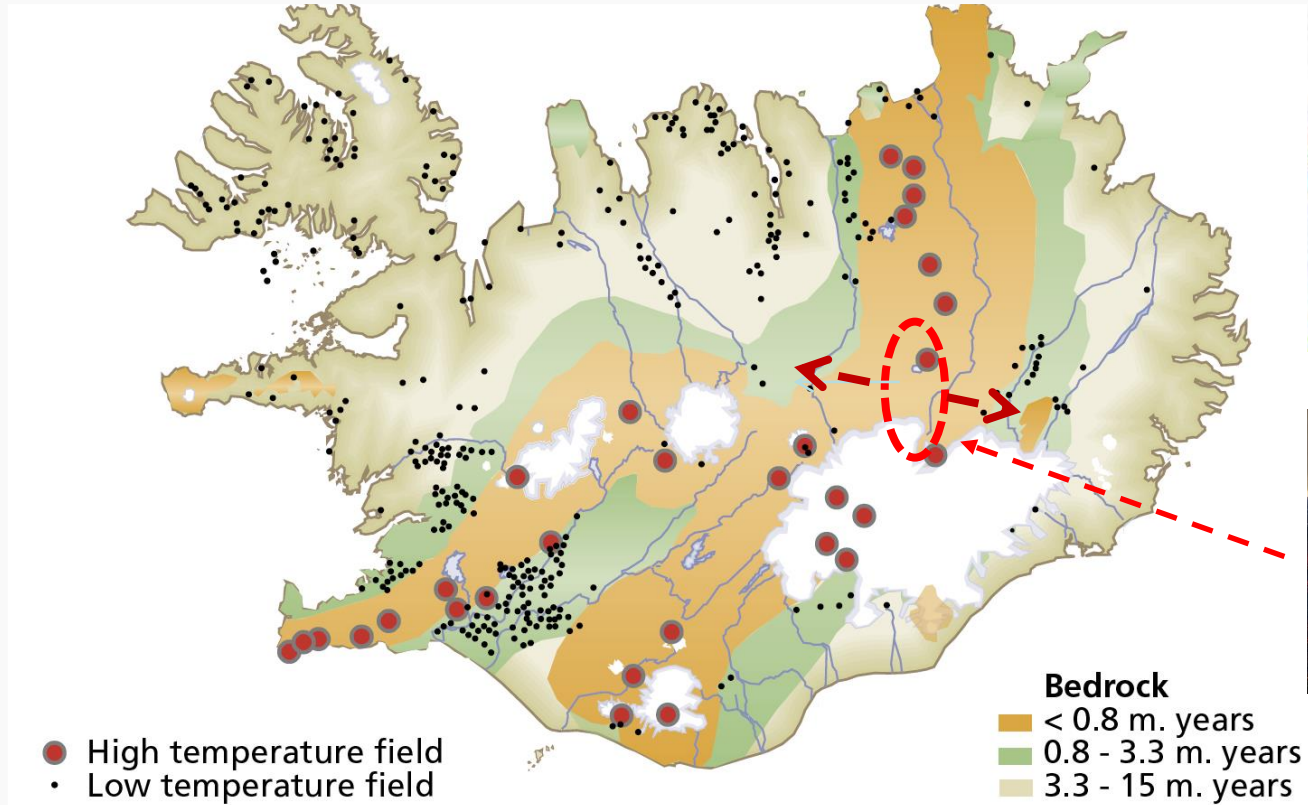 High temperature field
Low temperature field
Bedrock
< 0.8 m. years
0.8 - 3.3 m. years
3.3 - 15 m. years